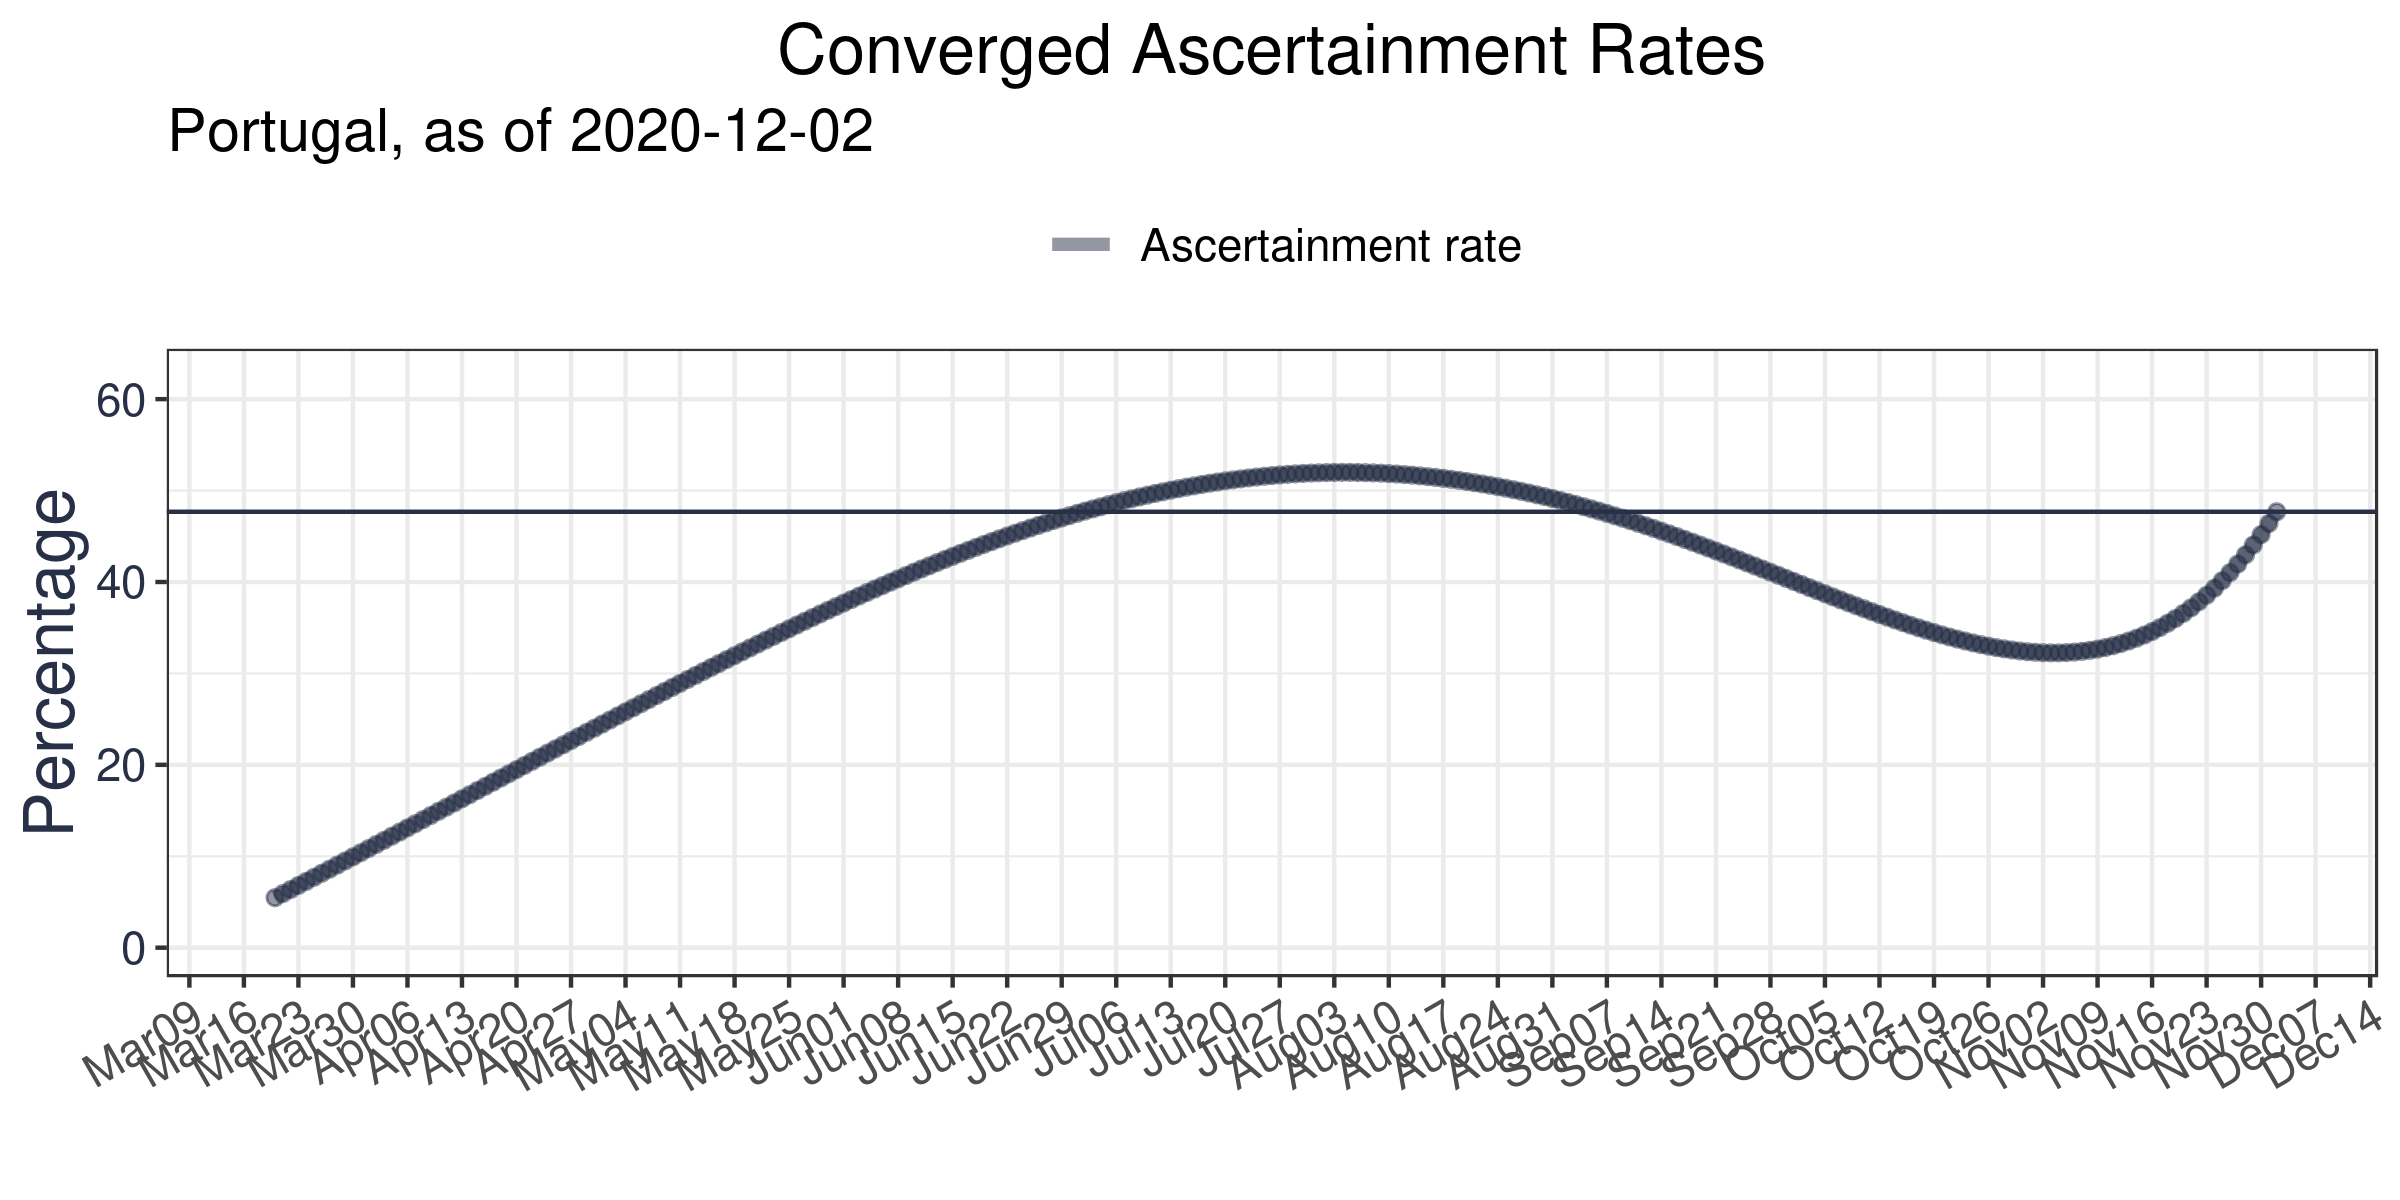 Converged Ascertainment Rates
Portugal, as of 2020-12-02
Ascertainment rate
Percentage
60
40
20
0
Mar09 Mar16 Mar23 Mar30 Apr06 Apr13 Apr20 Apr27 May04 May11 May18 May25 Jun01 Jun08 Jun15 Jun22 Jun29 Jul06 Jul13 Jul20 Jul27 Aug03 Aug10 Aug17 Aug24 Aug31 Sep07 Sep14 Sep21 Sep28 Oct05 Oct12 Oct19 Oct26 Nov02 Nov09 Nov16 Nov23 Nov30 Dec07 Dec14